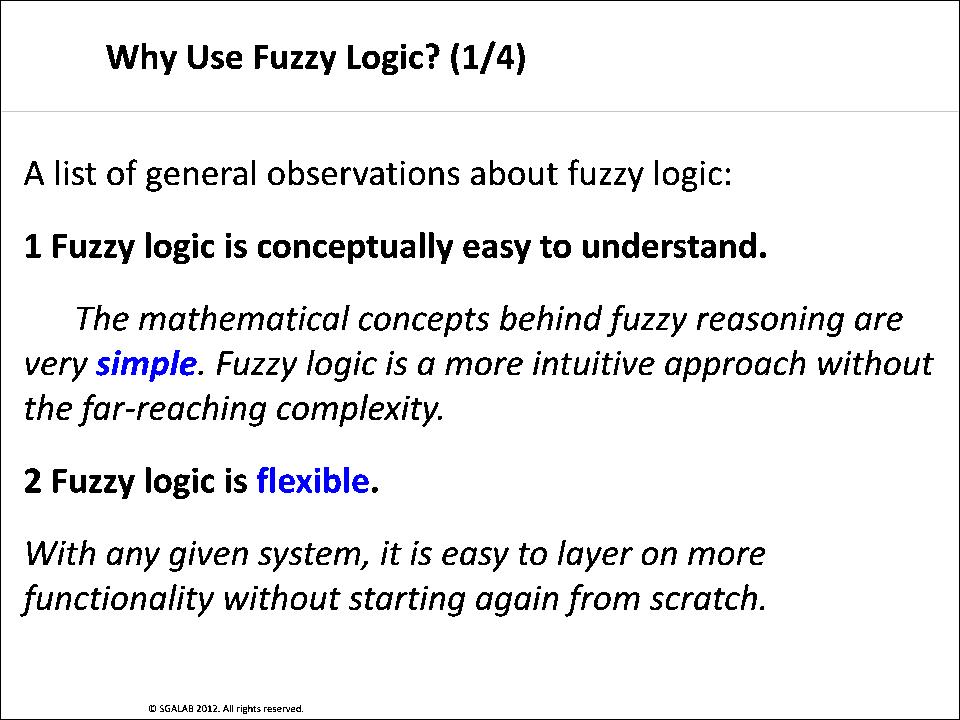 Why Use Fuzzy Logic? (1/4)
A list of general observations about fuzzy logic:
1 Fuzzy logic is conceptually easy to understand.
The mathematical concepts behind fuzzy reasoning are
very simple. Fuzzy logic is a more intuitive approach without
the far-reaching complexity.
2 Fuzzy logic is flexible.
With any given system, it is easy to layer on more
functionality without starting again from scratch.
© SGALAB 2012. All rights reserved.